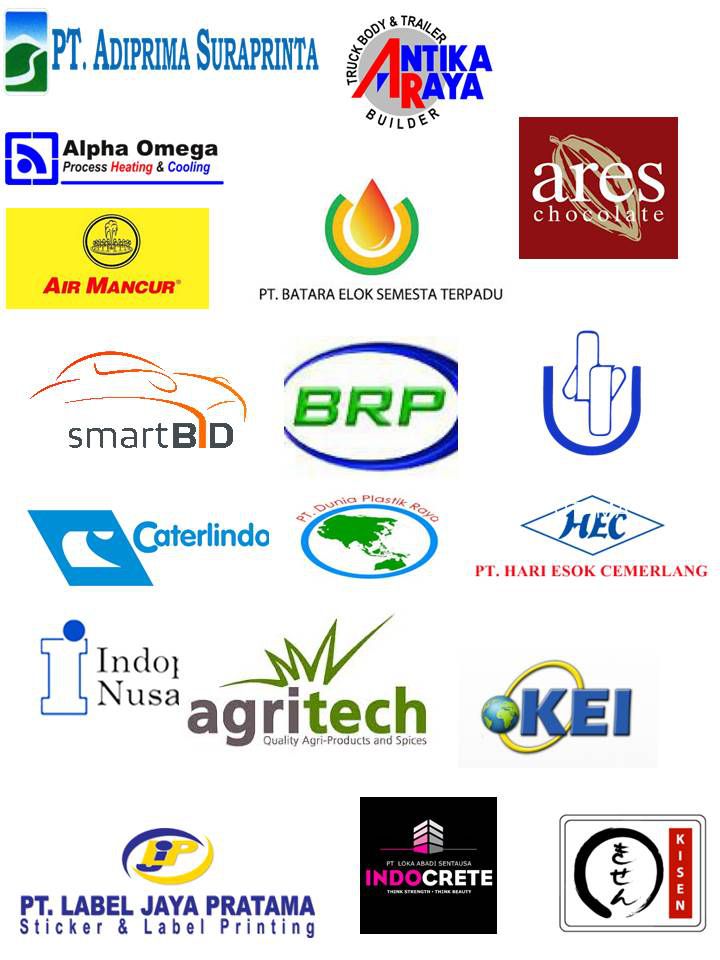 PT. ADIPRIMA SURAPRINTA
TRUCK BODY & TRAILER
ANTIKA
RAYA
BUILDER
Alpha Omega
Process Heating & Cooling
ares
chocolate
AIR MANCUR®
PT. BATARA ELOK SEMESTA TERPADU
smartBID
BRP
Caterlindo
PT. Dunia Plastik Raya
HEC
PT. HARI ESOK CEMERLANG
Indop
Nusa
agritech
Quality Agri-Products and Spices
KEI
JP
PT. LABEL JAYA PRATAMA
Sticker & Label Printing
PT LOKA ABADI SENTAUSA
INDOCRETE
THINK STRENGTH - THINK BEAUTY
きせん
KISEN